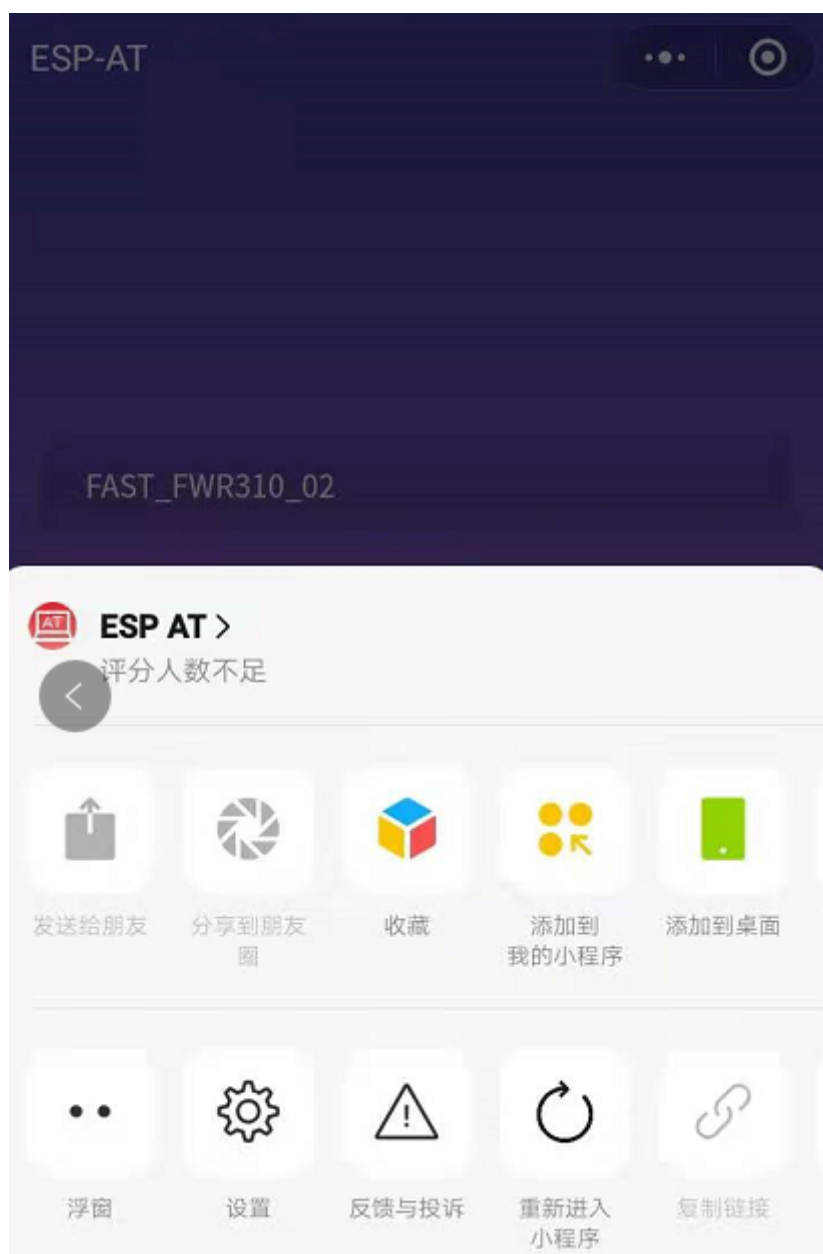 ESP-AT
FAST_FWR310_02
AT
ESP AT >
评分人数不足
发送给朋友
分享到朋友
圈
收藏
添加到
我的小程序
添加到桌面
浮窗
设置
反馈与投诉
重新进入
小程序
复制链接